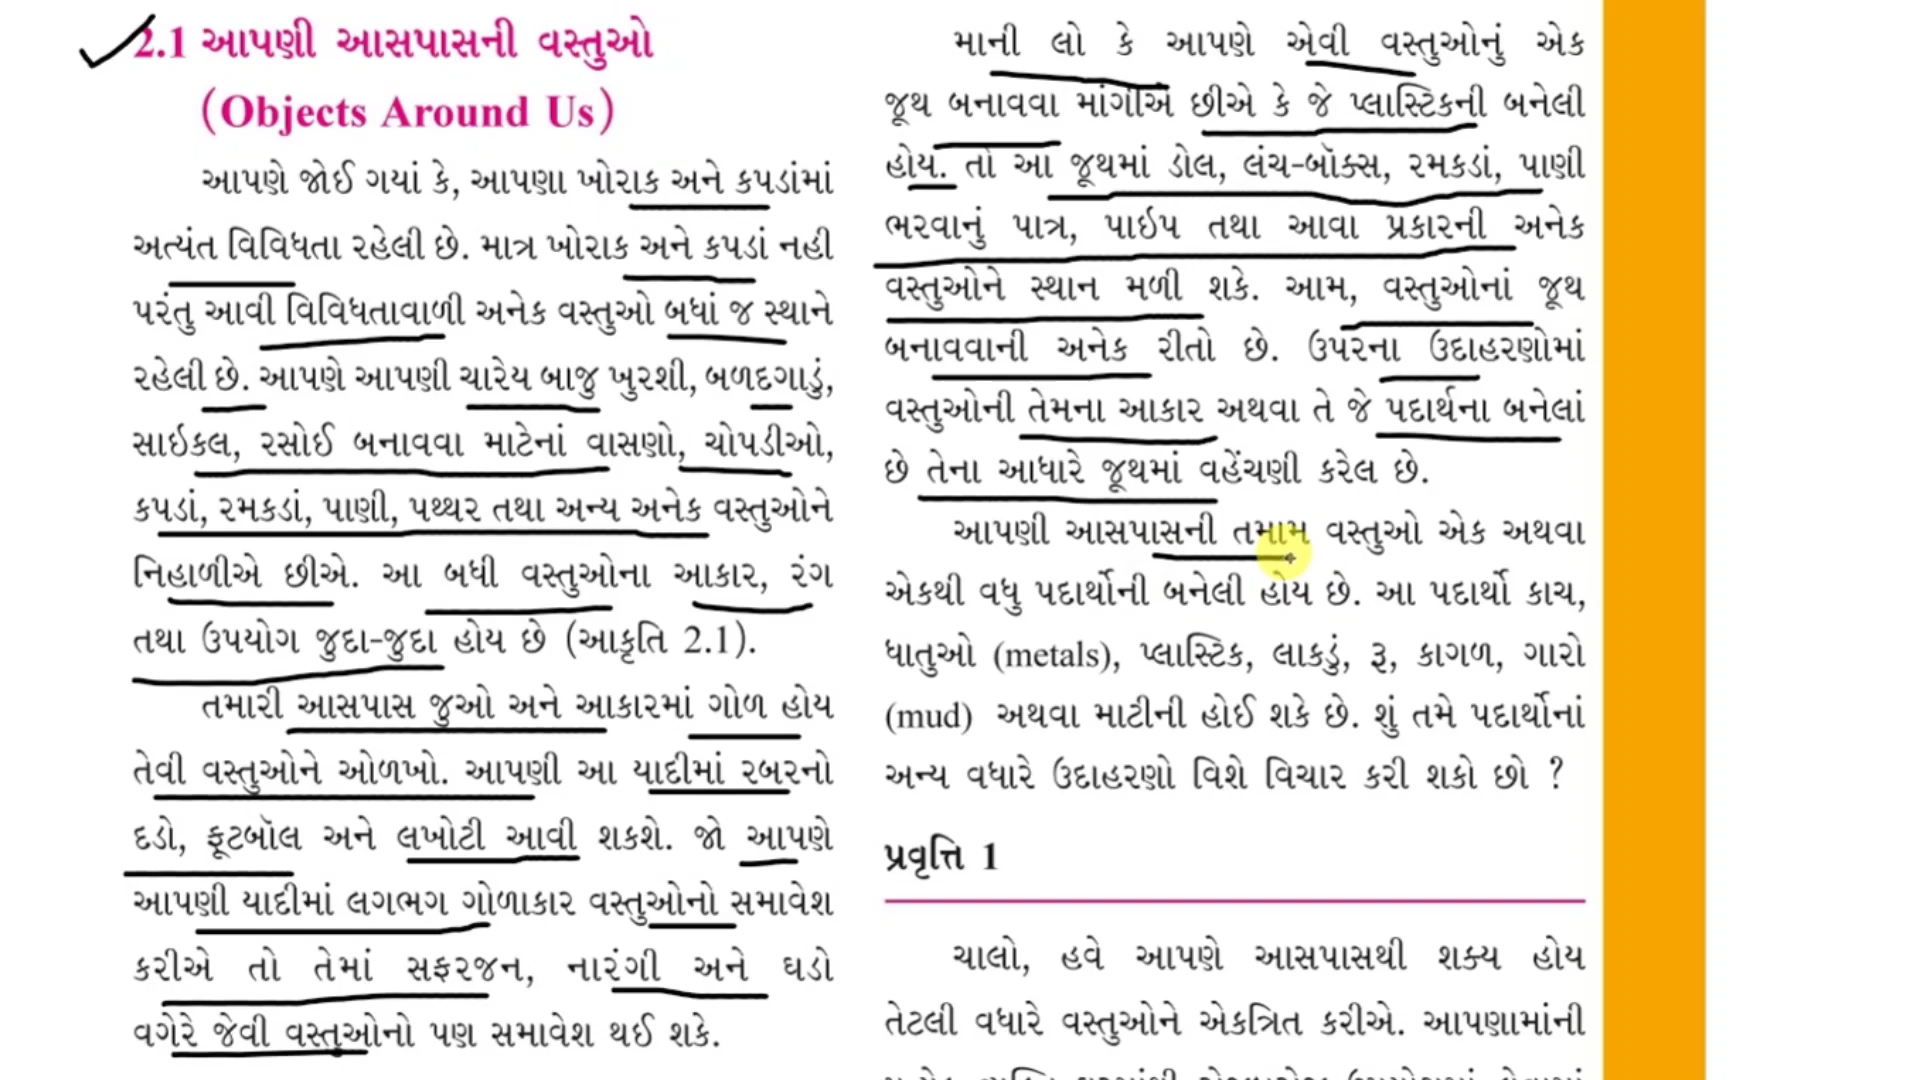 2.1 આપણી આસપાસની વસ્તુઓ
(Objects Around Us)
આપણે જોઈ ગયાં કે, આપણા ખોરાક અને કપડાંમાં
અત્યંત વિવિધતા રહેલી છે. માત્ર ખોરાક અને કપડાં નહી
પરંતુ આવી વિવિધતાવાળી અનેક વસ્તુઓ બધાં જ સ્થાને
રહેલી છે. આપણે આપણી ચારેય બાજુ ખુરશી, બળદગાડું,
સાઇકલ, રસોઈ બનાવવા માટેનાં વાસણો, ચોપડીઓ,
કપડાં, રમકડાં, પાણી, પથ્થર તથા અન્ય અનેક વસ્તુઓને
નિહાળીએ છીએ. આ બધી વસ્તુઓના આકાર, રંગ
તથા ઉપયોગ જુદા-જુદા હોય છે (આકૃતિ 2.1).
તમારી આસપાસ જુઓ અને આકારમાં ગોળ હોય
તેવી વસ્તુઓને ઓળખો. આપણી આ યાદીમાં રબરનો
દડો, ફૂટબૉલ અને લખોટી આવી શકશે. જો આપણે
આપણી યાદીમાં લગભગ ગોળાકાર વસ્તુઓનો સમાવેશ
કરીએ તો તેમાં સફરજન, નારંગી અને ઘડો
વગેરે જેવી વસ્તુઓનો પણ સમાવેશ થઈ શકે.
માની લો કે આપણે એવી વસ્તુઓનું એક
જૂથ બનાવવા માંગીએ છીએ કે જે પ્લાસ્ટિકની બનેલી
હોય. તો આ જૂથમાં ડોલ, લંચ-બૉક્સ, રમકડાં, પાણી
ભરવાનું પાત્ર, પાઇપ તથા આવા પ્રકારની અનેક
વસ્તુઓને સ્થાન મળી શકે. આમ, વસ્તુઓનાં જૂથ
બનાવવાની અનેક રીતો છે. ઉપરના ઉદાહરણોમાં
વસ્તુઓની તેમના આકાર અથવા તે જે પદાર્થના બનેલાં
છે તેના આધારે જૂથમાં વહેંચણી કરેલ છે.
આપણી આસપાસની તમામ વસ્તુઓ એક અથવા
એકથી વધુ પદાર્થોની બનેલી હોય છે. આ પદાર્થો કાચ,
ધાતુઓ (metals), પ્લાસ્ટિક, લાકડું, રૂ, કાગળ, ગારો
(mud) અથવા માટીની હોઈ શકે છે. શું તમે પદાર્થોનાં
અન્ય વધારે ઉદાહરણો વિશે વિચાર કરી શકો છો ?
પ્રવૃત્તિ 1
ચાલો, હવે આપણે આસપાસથી શક્ય હોય
તેટલી વધારે વસ્તુઓને એકત્રિત કરીએ. આપણામાંની